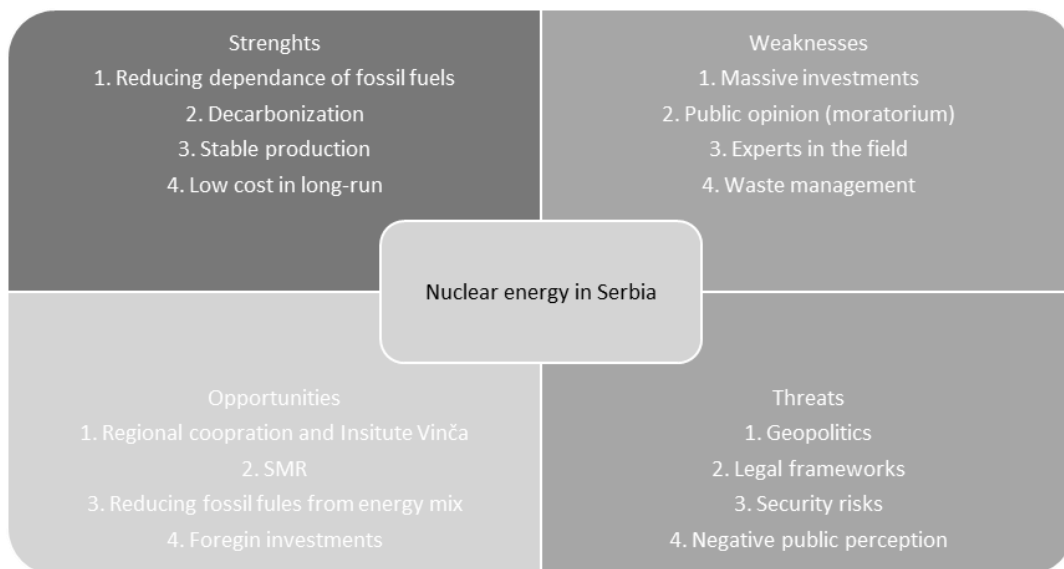 Strenghts
1. Reducing dependance of fossil fuels
2. Decarbonization
3. Stable production
4. Low cost in long-run
Weaknesses
1. Massive investments
2. Public opinion (moratorium)
3. Experts in the field
4. Waste management
Nuclear energy in Serbia
Opportunities
1. Regional coopration and Insitute Vinča
2. SMR
3. Reducing fossil fules from energy mix
4. Foregin investments
Threats
1. Geopolitics
2. Legal frameworks
3. Security risks
4. Negative public perception